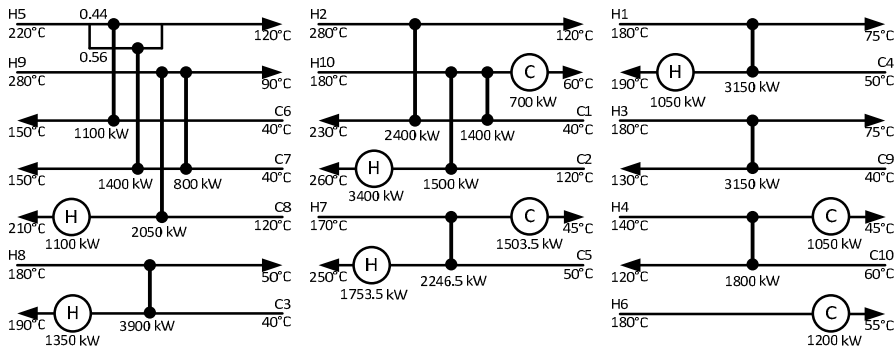 H5
0.44
220°C
120°C
0.56
H9
280°C
90°C
C6
150°C
1100 kW
40°C
C7
150°C
1400 kW
800 kW
40°C
C8
H
210°C
120°C
1100 kW
2050 kW
H8
180°C
50°C
C3
H
190°C
3900 kW
40°C
1350 kW
H2
280°C
120°C
H10
C
180°C
60°C
700 kW
C1
230°C
2400 kW
1400 kW
40°C
C2
H
260°C
1500 kW
120°C
3400 kW
H7
C
170°C
45°C
1503.5 kW
C5
H
250°C
2246.5 kW
50°C
1753.5 kW
H1
180°C
75°C
C4
H
190°C
3150 kW
50°C
1050 kW
H3
180°C
75°C
C9
130°C
3150 kW
40°C
H4
C
140°C
45°C
1050 kW
C10
120°C
1800 kW
60°C
H6
C
180°C
55°C
1200 kW